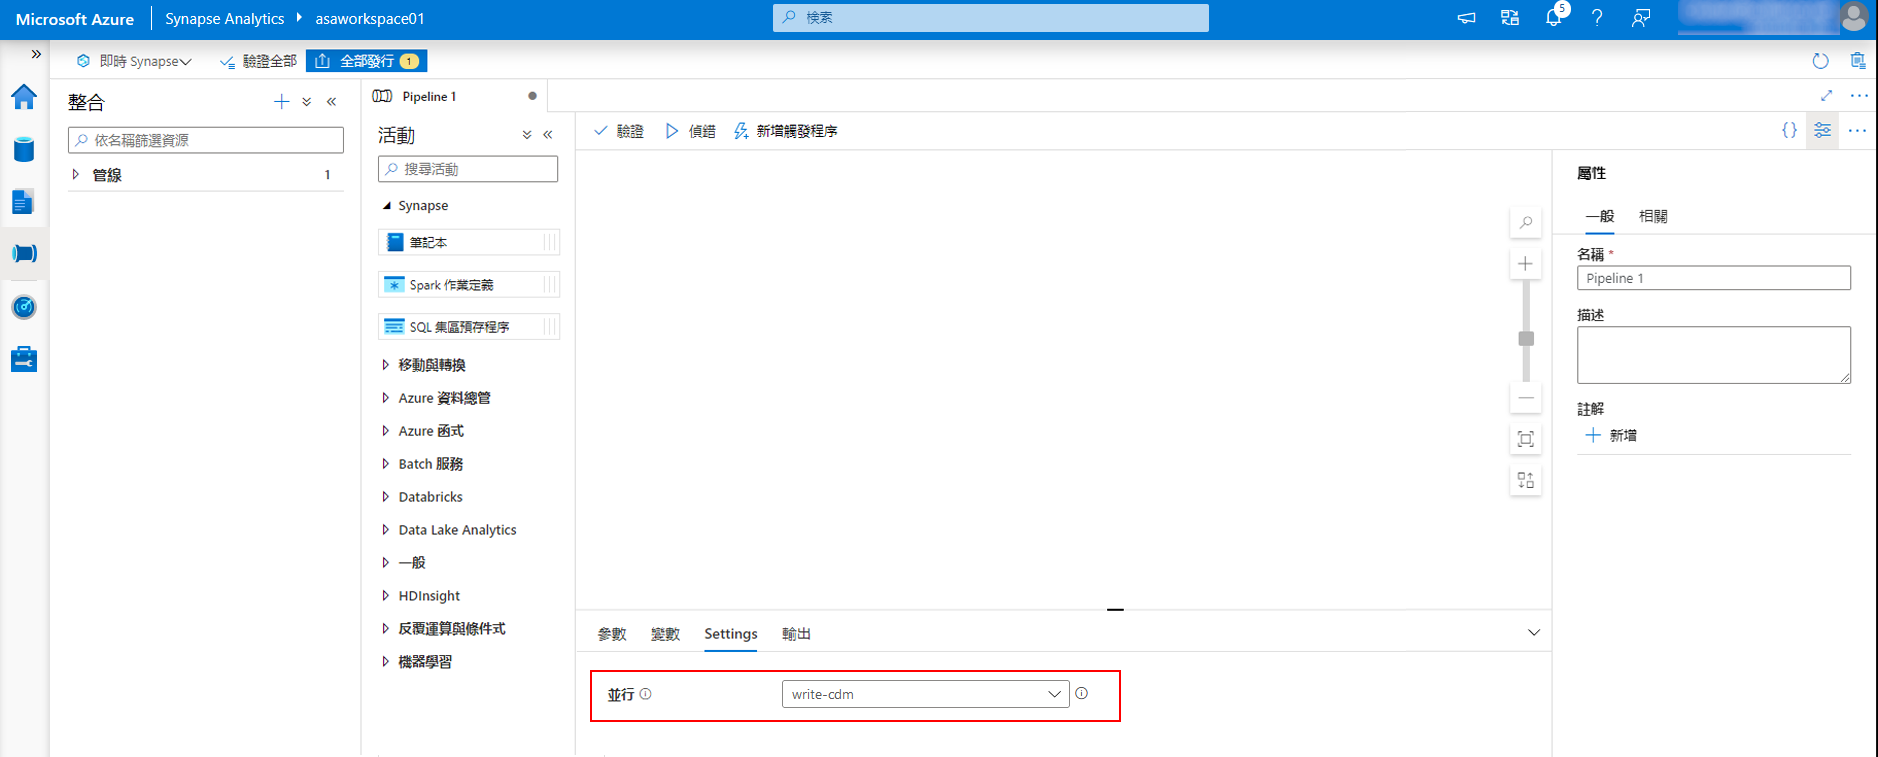 Microsoft Azure Synapse Analytics asaworkspace01 檢索 5
即時 Synapse 驗證全部 全部發行 1
整合
依名稱篩選資源
管線 1
Pipeline 1
活動
搜尋活動
Synapse
筆記本
Spark 作業定義
SQL 集區預存程序
移動與轉換
Azure 資料總管
Azure 函式
Batch 服務
Databricks
Data Lake Analytics
一般
HDInsight
反覆運算與條件式
機器學習
驗證 偵錯 新增觸發程序
參數 變數 Settings 輸出
並行 write-cdm
屬性
一般 相關
名稱 *
Pipeline 1
描述
註解
新增